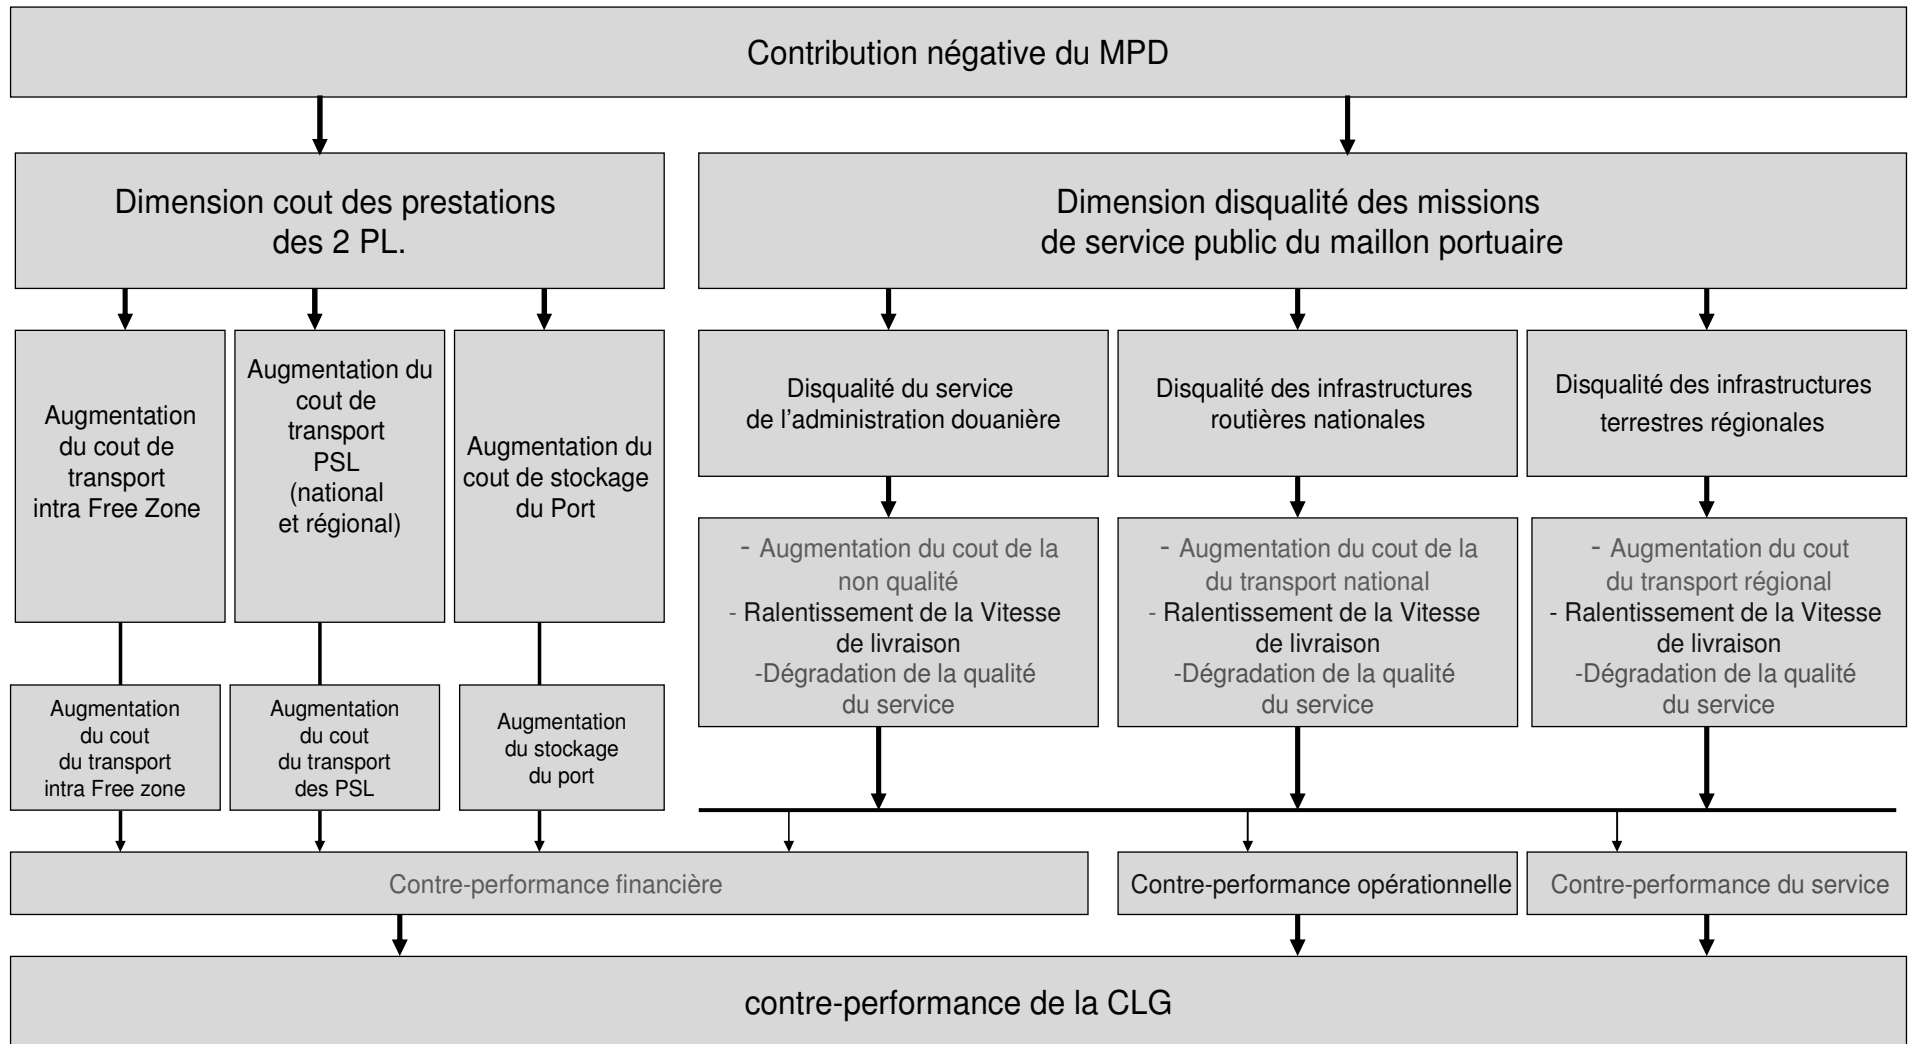 Contribution négative du MPD
Dimension cout des prestations
des 2 PL.
Dimension disqualité des missions
de service public du maillon portuaire
Augmentation
du cout de
transport
intra Free Zone
Augmentation du
cout de
transport
PSL
(national
et régional)
Augmentation du
cout de stockage
du Port
Disqualité du service
de l'administration douanière
Disqualité des infrastructures
routières nationales
Disqualité des infrastructures
terrestres régionales
- Augmentation du cout de la
non qualité
- Ralentissement de la Vitesse
de livraison
-Dégradation de la qualité
du service
- Augmentation du cout de la
du transport national
- Ralentissement de la Vitesse
de livraison
-Dégradation de la qualité
du service
- Augmentation du cout
du transport régional
- Ralentissement de la Vitesse
de livraison
-Dégradation de la qualité
du service
Augmentation
du cout
du transport
intra Free zone
Augmentation
du cout
du transport
des PSL
Augmentation
du stockage
du port
Contre-performance financière
Contre-performance opérationnelle
Contre-performance du service
contre-performance de la CLG